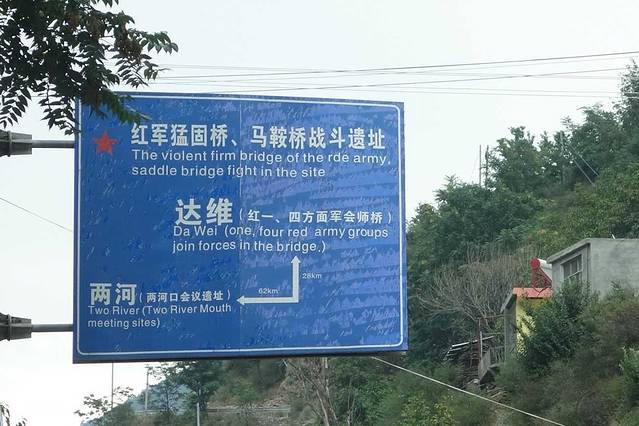 红军猛固桥、马鞍桥战斗遗址
The violent firm bridge of the rde army,
saddle bridge fight in the site
达维（红一、四方面军会师桥）
Da Wei (one, four red army groups
join forces in the bridge.)
28km
62km
两河（两河口会议遗址）
Two River (Two River Mouth
meeting sites)